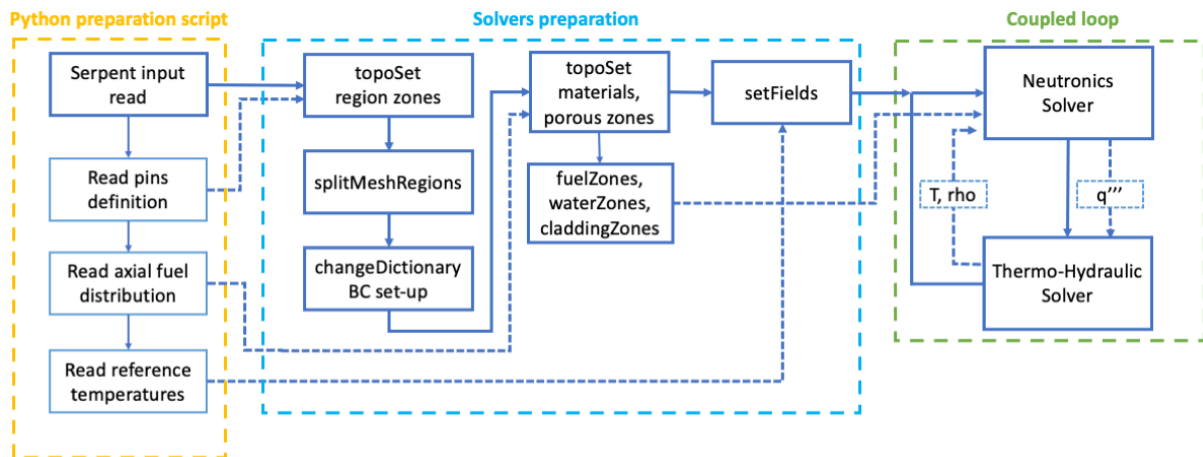 Python preparation script
Serpent input
read
Read pins
definition
Read axial fuel
distribution
Read reference
temperatures
Solvers preparation
topoSet
region zones
splitMeshRegions
changeDictionary
BC set-up
topoSet
materials,
porous zones
fuelZones,
waterZones,
claddingZones
setFields
Coupled loop
Neutronics
Solver
T, rho
q’’’
Thermo-Hydraulic
Solver